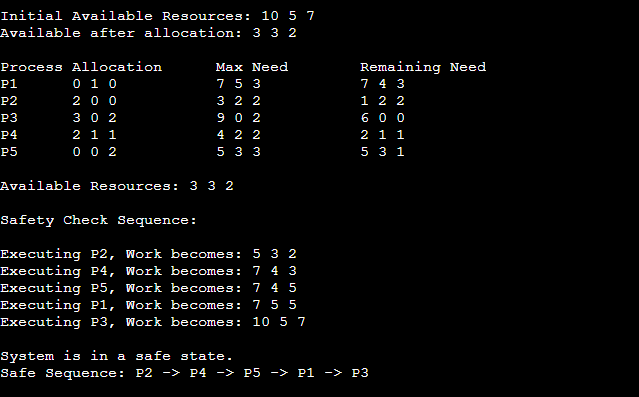 Initial Available Resources: 10 5 7
Available after allocation: 3 3 2
Process Allocation Max Need Remaining Need
P1 0 1 0 7 5 3 7 4 3
P2 2 0 0 3 2 2 1 2 2
P3 3 0 2 9 0 2 6 0 0
P4 2 1 1 4 2 2 2 1 1
P5 0 0 2 5 3 3 5 3 1
Available Resources: 3 3 2
Safety Check Sequence:
Executing P2, Work becomes: 5 3 2
Executing P4, Work becomes: 7 4 3
Executing P5, Work becomes: 7 4 5
Executing P1, Work becomes: 7 5 5
Executing P3, Work becomes: 10 5 7
System is in a safe state.
Safe Sequence: P2 -> P4 -> P5 -> P1 -> P3